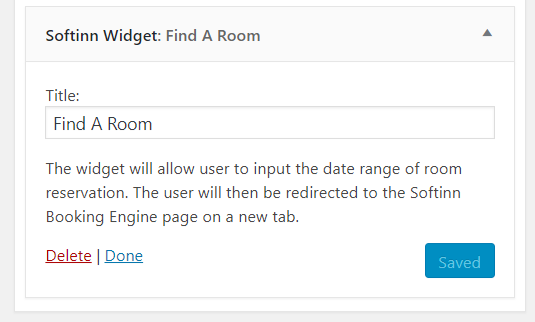 Softinn Widget: Find A Room
Title:
Find A Room
The widget will allow user to input the date range of room
reservation. The user will then be redirected to the Softinn
Booking Engine page on a new tab.
Delete | Done
Saved